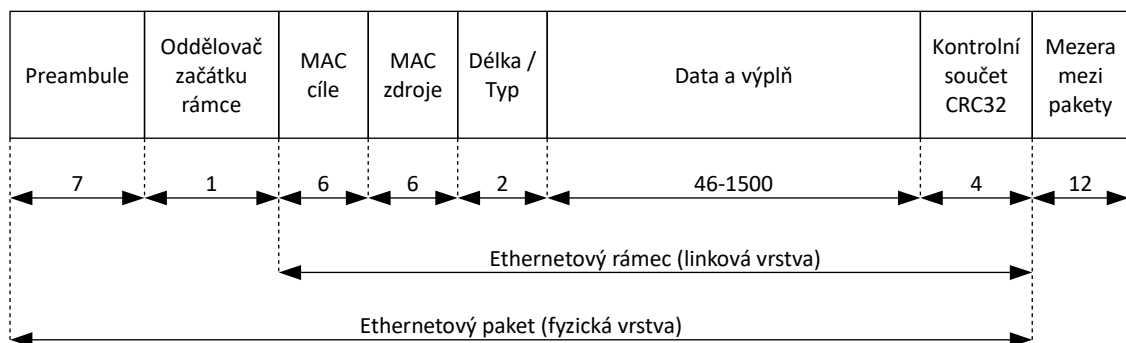 Preambule
Oddělovač
začátku
rámce
MAC
cíle
MAC
zdroje
Délka /
Typ
Data a výplň
Kontrolní
součet
CRC32
Mezera
mezi
pakety
7
1
6
6
2
46-1500
4
12
Ethernetový rámec (linková vrstva)
Ethernetový paket (fyzická vrstva)